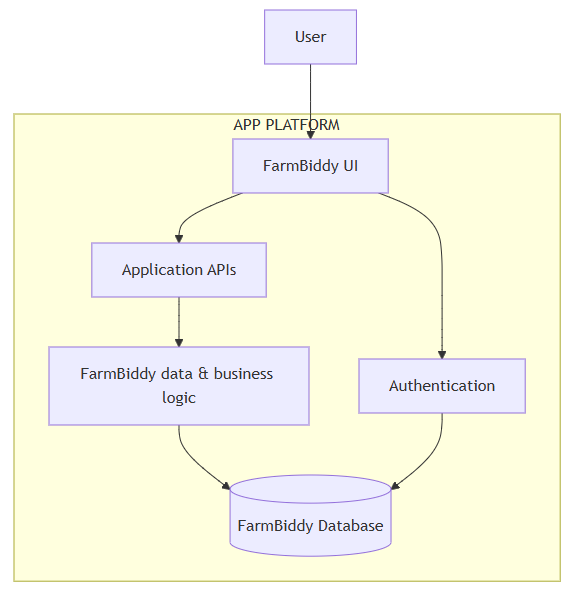 User
APP PLATFORM
FarmBiddy UI
Application APIs
FarmBiddy data & business
logic
Authentication
FarmBiddy Database